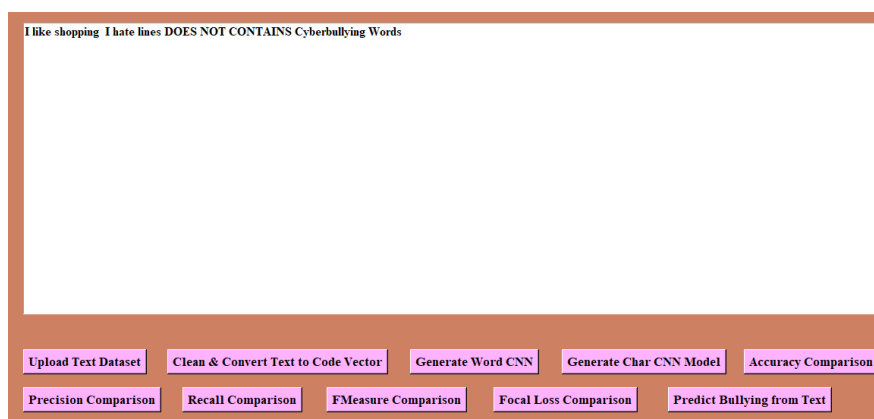 I like shopping  I hate lines DOES NOT CONTAINS Cyberbullying Words
Upload Text Dataset
Clean & Convert Text to Code Vector
Generate Word CNN
Generate Char CNN Model
Accuracy Comparison
Precision Comparison
Recall Comparison
FMeasure Comparison
Focal Loss Comparison
Predict Bullying from Text